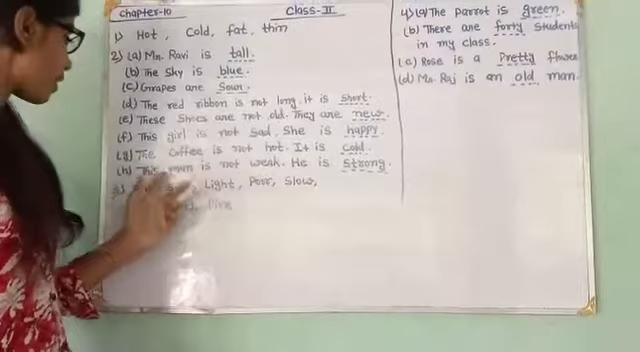 Chapter-10 Class-II
1) Hot, Cold, fat, thin
2) (a) Mr. Ravi is tall.
(b) The Sky is blue.
(c) Grapes are Sour.
(d) The red ribbon is not long. it is Short.
(e) These Shoes are not old. They are new.
(f) This girl is not Sad. She is happy.
(g) The Coffee is not hot. It is Cold.
(h) This man is not weak. He is Strong.
3) Light, Poor, Slow,
4) (a) The Parrot is green.
(b) There are forty Students
in my class.
(c) Rose is a Pretty flower
(d) Mr. Raj is an old man.